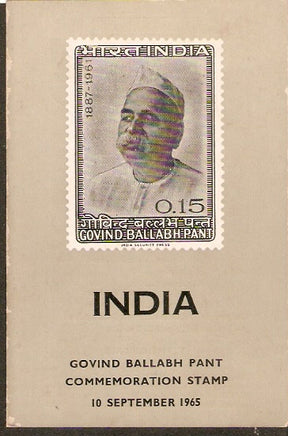 भारत INDIA
1887-1961
0.15
गोविन्द बल्लभ पन्त
GOVIND BALLABH PANT
INDIA SECURITY PRESS
INDIA
GOVIND BALLABH PANT
COMMEMORATION STAMP
10 SEPTEMBER 1965